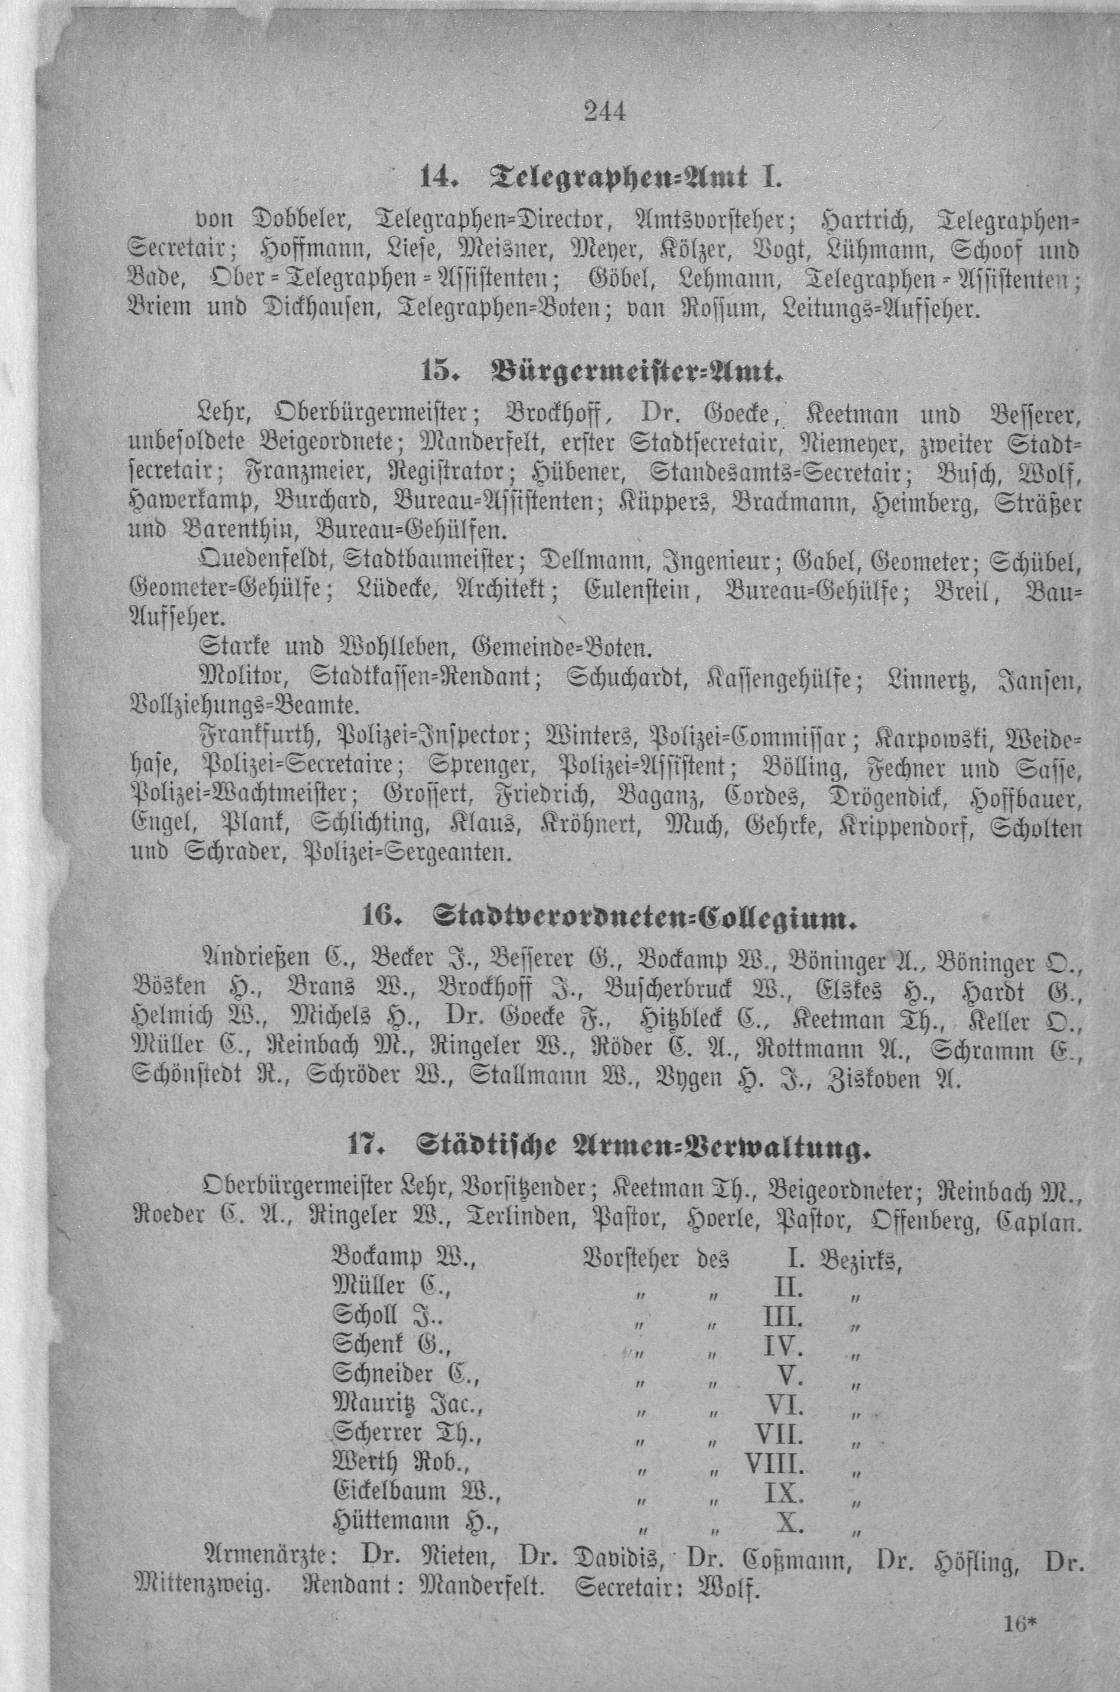 244
14. Telegraphen-Amt I.
von Dobbeler, Telegraphen-Director, Amtsvorsteher; Hartrich, Telegraphen-
Secretair; Hoffmann, Liese, Meisner, Meyer, Kölzer, Vogt, Lühmann, Schoof und
Bade, Ober-Telegraphen-Assistenten; Göbel, Lehmann, Telegraphen-Assistenten;
Briem und Dickhausen, Telegraphen-Boten; van Rossum, Leitungs-Aufseher.
15. Bürgermeister-Amt.
Lehr, Oberbürgermeister; Brockhoff, Dr. Goecke, Keetman und Besserer,
unbesoldete Beigeordnete; Manderfelt, erster Stadtsecretair, Niemeyer, zweiter Stadt-
secretair; Franzmeier, Registrator; Hübener, Standesamts-Secretair; Busch, Wolf,
Hawerkamp, Burchard, Bureau-Assistenten; Küppers, Brackmann, Heimberg, Sträßer
und Barenthin, Bureau-Gehülfen.
Quedenfeldt, Stadtbaumeister; Dellmann, Ingenieur; Gabel, Geometer; Schübel,
Geometer-Gehülfe; Lüdecke, Architekt; Eulenstein, Bureau-Gehülfe; Breil, Bau-
Aufseher.
Starke und Wohlleben, Gemeinde-Boten.
Molitor, Stadtkassen-Rendant; Schuchardt, Kassengehülfe; Linnertz, Jansen,
Vollziehungs-Beamte.
Frankfurth, Polizei-Inspector; Winters, Polizei-Commissar; Karpowski, Weide-
hase, Polizei-Secretaire; Sprenger, Polizei-Assistent; Bölling, Fechner und Sasse,
Polizei-Wachtmeister; Grossert, Friedrich, Baganz, Cordes, Drögendick, Hoffbauer,
Engel, Plank, Schlichting, Klaus, Kröhnert, Much, Gehrke, Krippendorf, Scholten
und Schrader, Polizei-Sergeanten.
16. Stadtverordneten-Collegium.
Andrießen C., Becker J., Besserer G., Bockamp W., Böninger A., Böninger O.,
Bösken H., Brans W., Brockhoff J., Buscherbruck W., Elskes H., Hardt G.,
Helmich W., Michels H., Dr. Goecke F., Hitzbleck C., Keetman Th., Keller O.,
Müller C., Reinbach M., Ringeler W., Röder C. A., Rottmann A., Schramm E.,
Schönstedt R., Schröder W., Stallmann W., Vygen H. J., Ziskoven A.
17. Städtische Armen-Verwaltung.
Oberbürgermeister Lehr, Vorsitzender; Keetman Th., Beigeordneter; Reinbach M.,
Roeder C. A., Ringeler W., Terlinden, Pastor, Hoerle, Pastor, Offenberg, Caplan.
Bockamp W., Vorsteher des I. Bezirks,
Müller C., „ „ II. „
Scholl J.. „ „ III. „
Schenk G., „ „ IV. „
Schneider C., „ „ V. „
Mauritz Jac., „ „ VI. „
Scherrer Th., „ „ VII. „
Werth Rob., „ „ VIII. „
Eickelbaum W., „ „ IX. „
Hüttemann H., „ „ X. „
Armenärzte: Dr. Nieten, Dr. Davidis, Dr. Coßmann, Dr. Höfling, Dr.
Mittenzweig. Rendant: Manderfelt. Secretair: Wolf.
16*